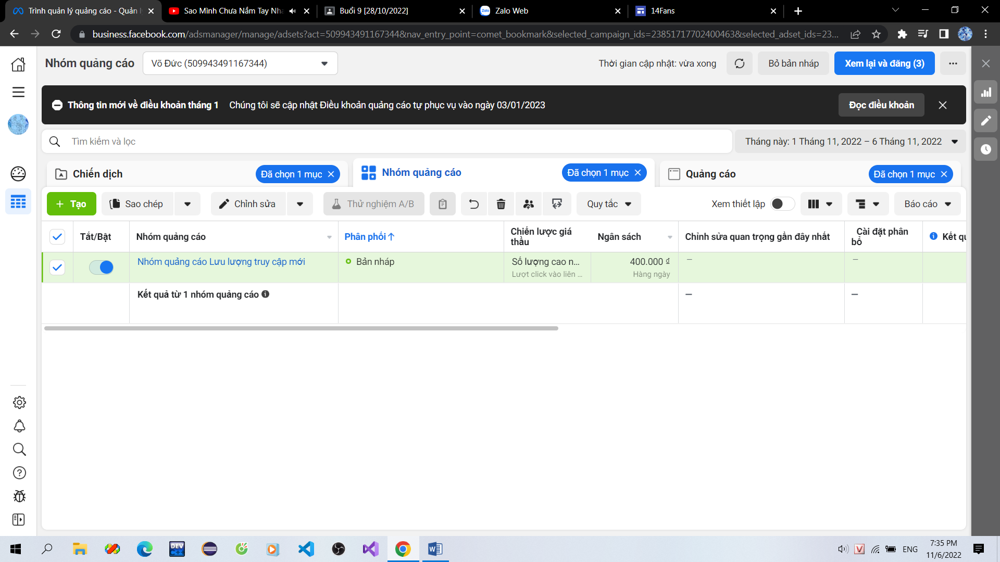 Trình quản lý quảng cáo - Quản l
Sao Mình Chưa Nắm Tay Nha
Buổi 9 [28/10/2022]
Zalo Web
14Fans
business.facebook.com/adsmanager/manage/adsets?act=509943491167344&nav_entry_point=comet_bookmark&selected_campaign_ids=23851717702400463&selected_adset_ids=23...
Nhóm quảng cáo
Võ Đức (509943491167344)
Thời gian cập nhật: vừa xong
Bỏ bản nháp
Xem lại và đăng (3)
Thông tin mới về điều khoản tháng 1
Chúng tôi sẽ cập nhật Điều khoản quảng cáo tự phục vụ vào ngày 03/01/2023
Đọc điều khoản
Tìm kiếm và lọc
Tháng này: 1 Tháng 11, 2022 – 6 Tháng 11, 2022
Chiến dịch
Đã chọn 1 mục
Nhóm quảng cáo
Đã chọn 1 mục
Quảng cáo
Đã chọn 1 mục
+ Tạo
Sao chép
Chỉnh sửa
Thử nghiệm A/B
Quy tắc
Xem thiết lập
Báo cáo
Tắt/Bật
Nhóm quảng cáo
Phân phối↑
Chiến lược giá
thầu
Ngân sách
Chỉnh sửa quan trọng gần đây nhất
Cài đặt phân
bổ
Kết qu
Nhóm quảng cáo Lưu lượng truy cập mới
Bản nháp
Số lượng cao n...
Lượt click vào liên ...
400.000 ₫
Hàng ngày
—
—
Kết quả từ 1 nhóm quảng cáo
—
—
DEV
C++
ENG
7:35 PM
11/6/2022